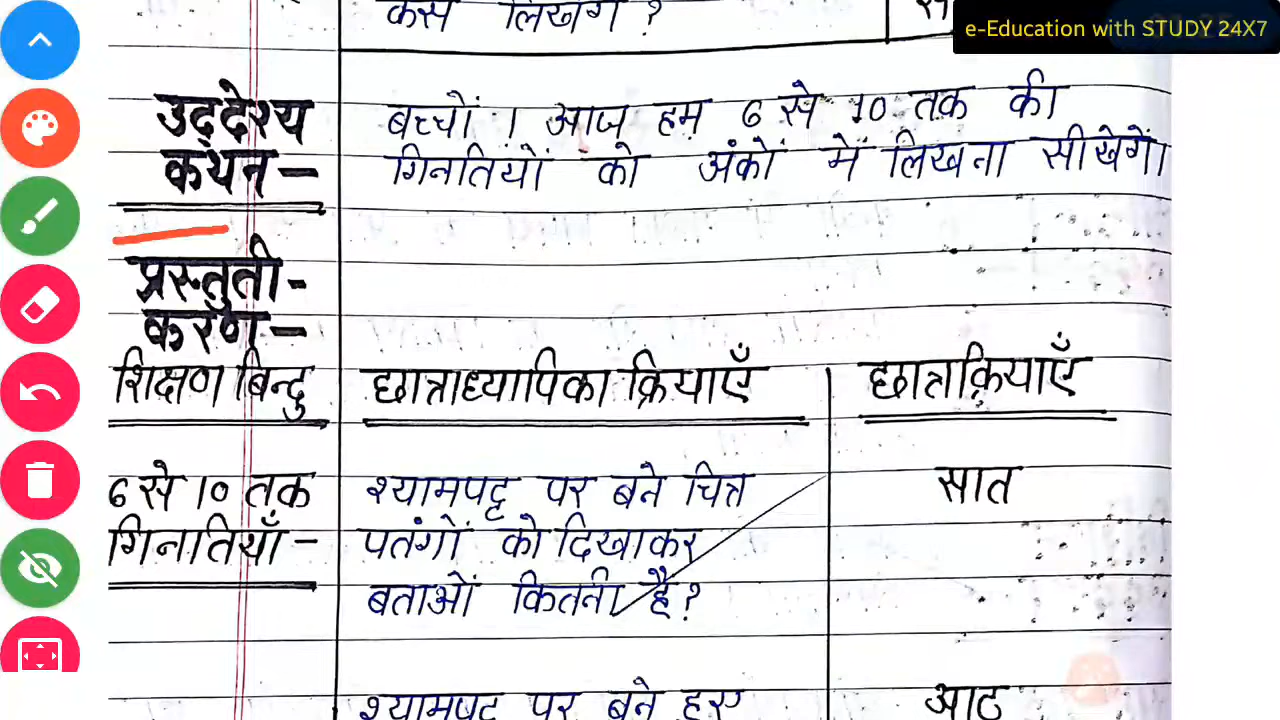 कैसे लिखेंगे ?
e-Education with STUDY 24X7
उद्देश्य कथन –
बच्चों । आज हम 6 से 10 तक की
गिनतियों को अंकों में लिखना सीखेगें।
प्रस्तुती-
करण –
शिक्षण बिन्दु छात्राध्यापिका क्रियाएँ छात्राक्रियाएँ
6 से 10 तक श्यामपट्ट पर बने चित्र सात
गिनतियाँ – पतंगों को दिखाकर
बताओं कितनी है ?
श्यामपट्ट पर बने हुए आठ